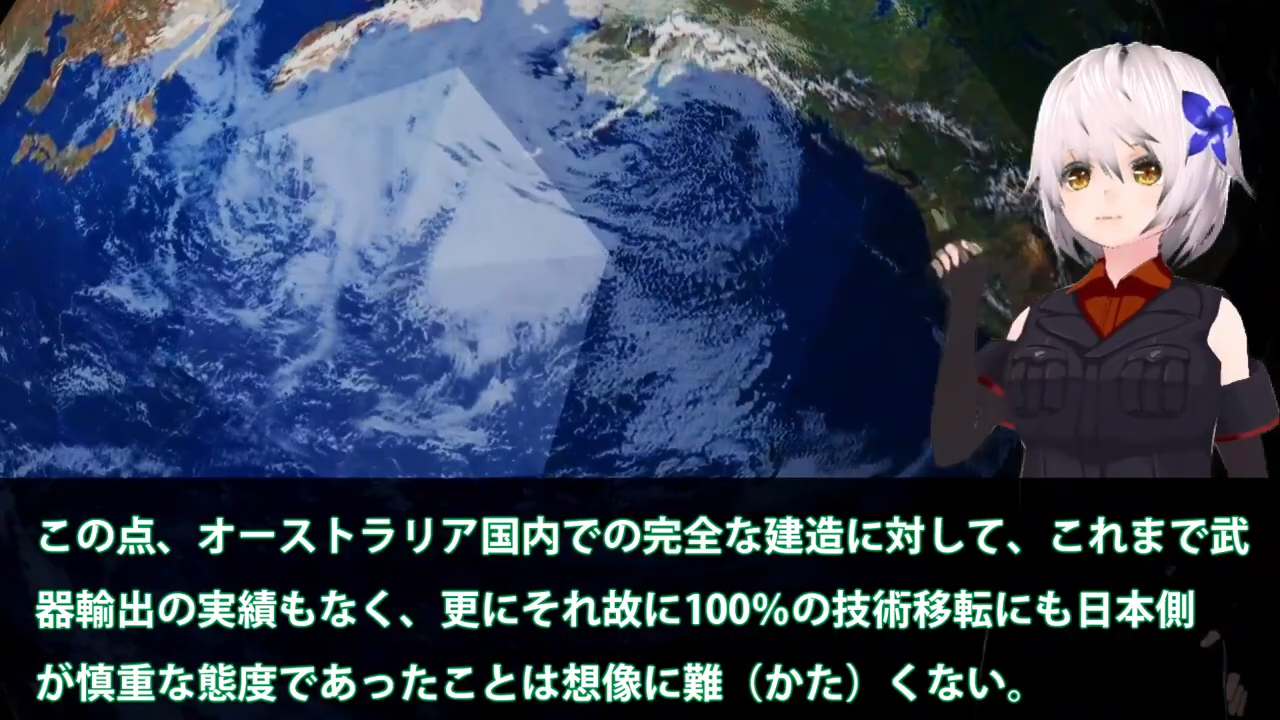 この点、オーストラリア国内での完全な建造に対して、これまで武
器輸出の実績もなく、更にそれ故に100%の技術移転にも日本側
が慎重な態度であったことは想像に難（かた）くない。